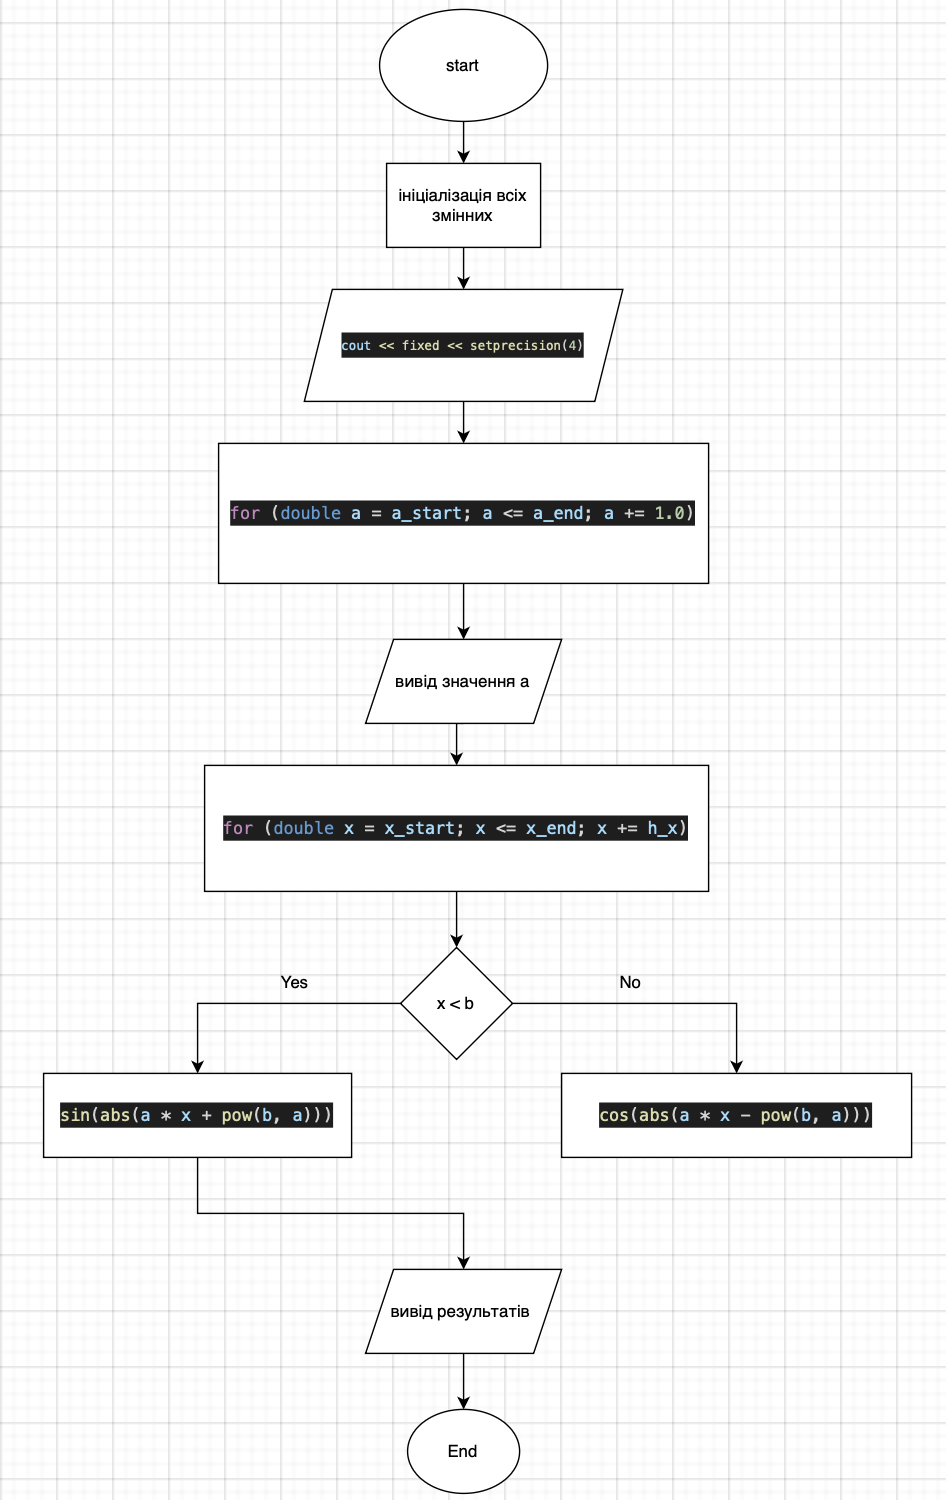 start
ініціалізація всіх
змінних
cout << fixed << setprecision(4)
for (double a = a_start; a <= a_end; a += 1.0)
вивід значення а
for (double x = x_start; x <= x_end; x += h_x)
x < b
Yes
No
sin(abs(a * x + pow(b, a)))
cos(abs(a * x - pow(b, a)))
вивід результатів
End